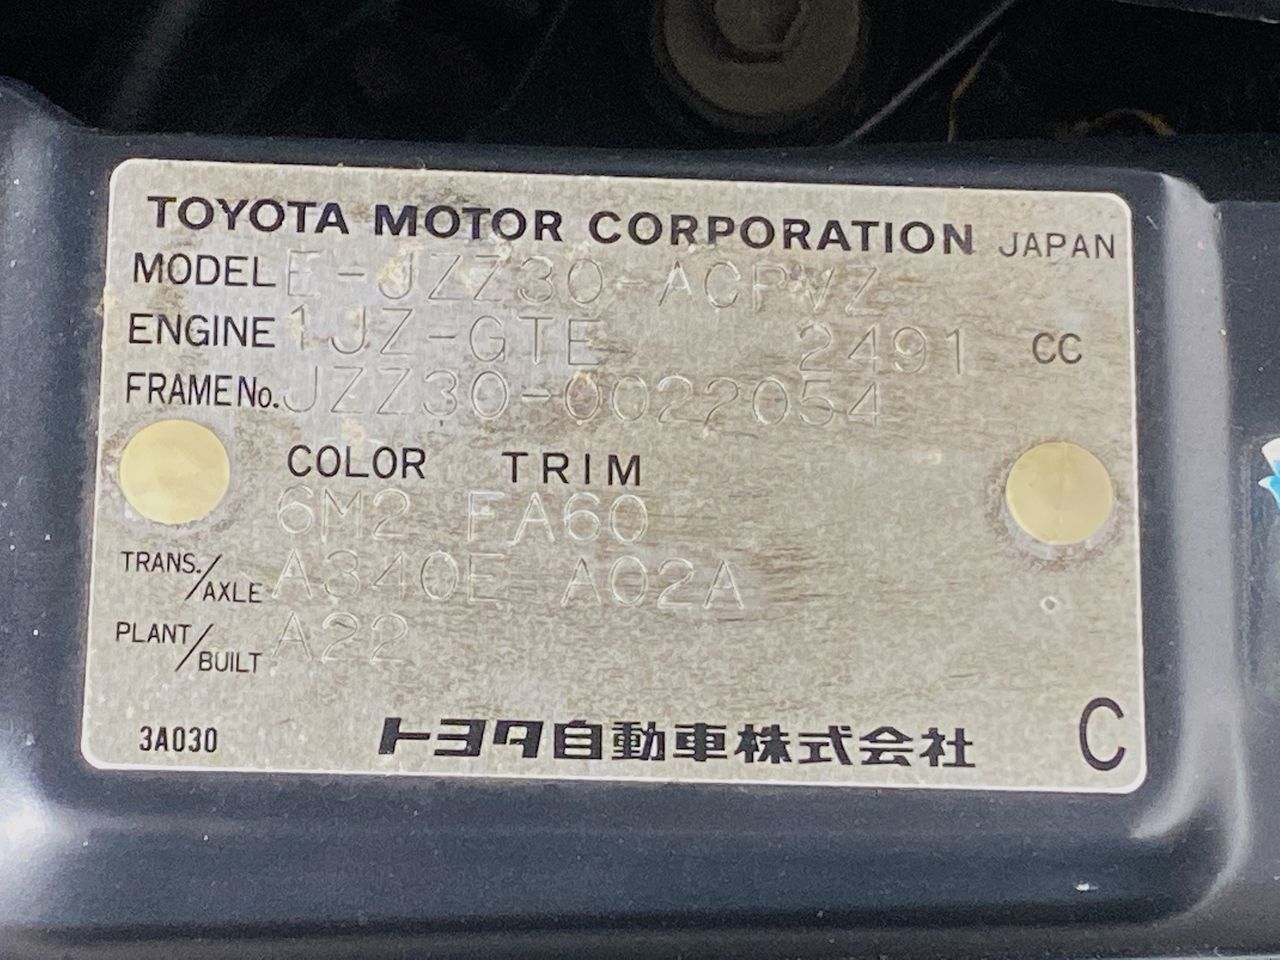 TOYOTA MOTOR CORPORATION JAPAN
MODEL E-JZZ30-ACPVZ
ENGINE 1JZ-GTE 2491 CC
FRAME No. JZZ30-0022054
COLOR TRIM
6M2 FA60
TRANS./AXLE A340E A02A
PLANT/BUILT A22
3A030 トヨタ自動車株式会社 C